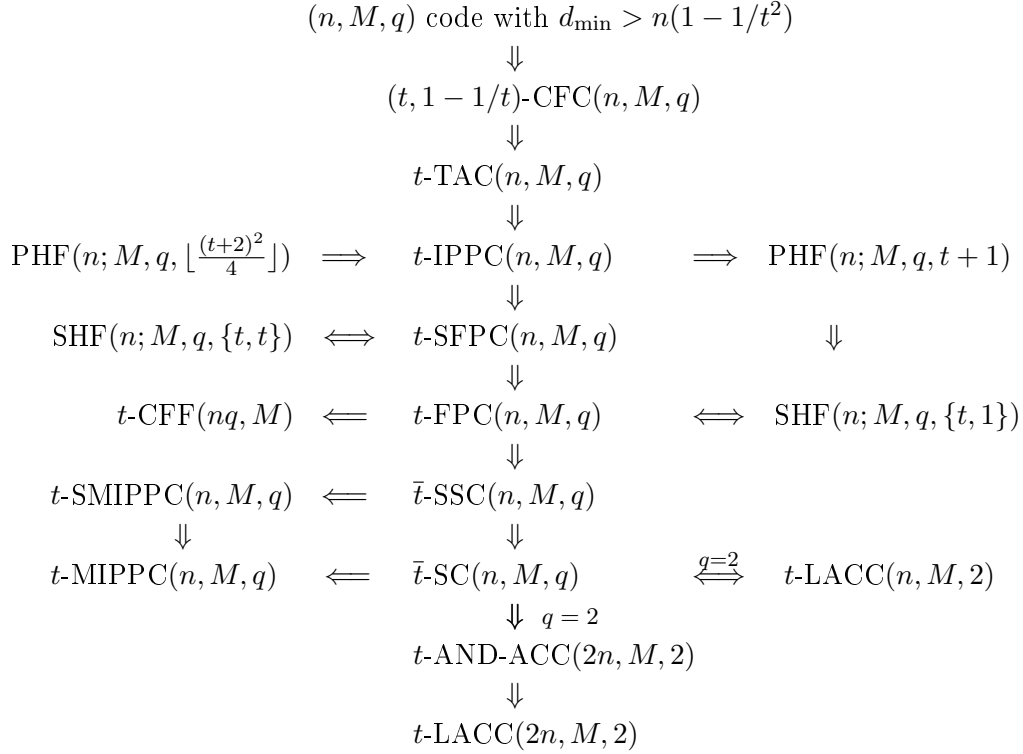 (n, M, q) code with d_min > n(1 − 1/t²)
⇓
(t, 1 − 1/t)-CFC(n, M, q)
⇓
t-TAC(n, M, q)
⇓
PHF(n; M, q, ⌊(t+2)²/4⌋) ⟹ t-IPPC(n, M, q) ⟹ PHF(n; M, q, t + 1)
⇓
SHF(n; M, q, {t, t}) ⟺ t-SFPC(n, M, q) ⇓
⇓
t-CFF(nq, M) ⟸ t-FPC(n, M, q) ⟺ SHF(n; M, q, {t, 1})
⇓
t-SMIPPC(n, M, q) ⟸ t̄-SSC(n, M, q)
⇓ ⇓
t-MIPPC(n, M, q) ⟸ t̄-SC(n, M, q) ⟺ q=2 t-LACC(n, M, 2)
⇓ q = 2
t-AND-ACC(2n, M, 2)
⇓
t-LACC(2n, M, 2)